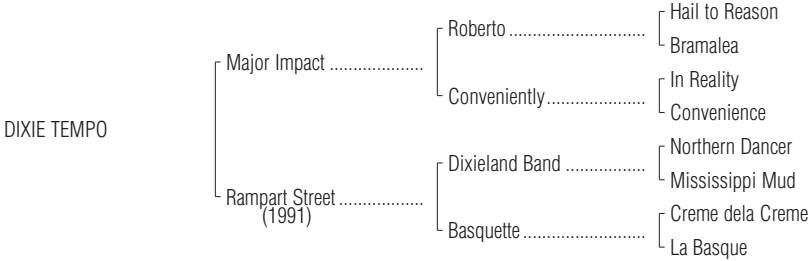 Hail to Reason
Roberto ..............................
Bramalea
Major Impact ....................
In Reality
Conveniently......................
Convenience
DIXIE TEMPO
Northern Dancer
Dixieland Band .................
Mississippi Mud
Rampart Street ..................
(1991)
Creme dela Creme
Basquette ...........................
La Basque